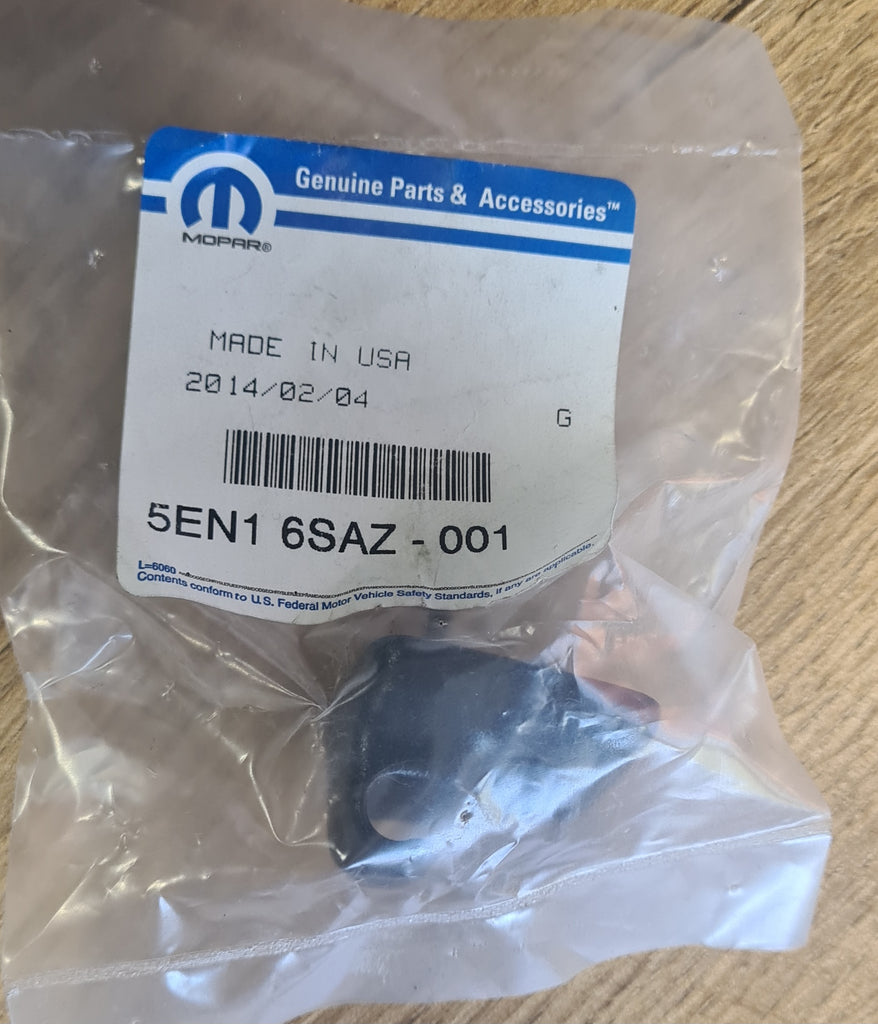 Genuine Parts & Accessories™
MOPAR®
MADE IN USA
2014/02/04
G
5EN1 6SAZ - 001
L=6060
Contents conform to U.S. Federal Motor Vehicle Safety Standards, if any are applicable.